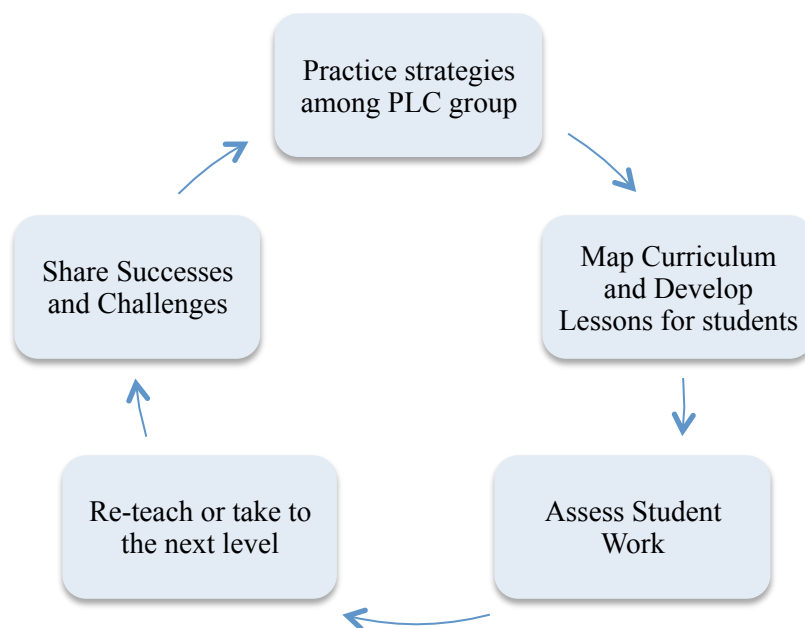 Practice strategies
among PLC group
Map Curriculum
and Develop
Lessons for students
Assess Student
Work
Re-teach or take to
the next level
Share Successes
and Challenges